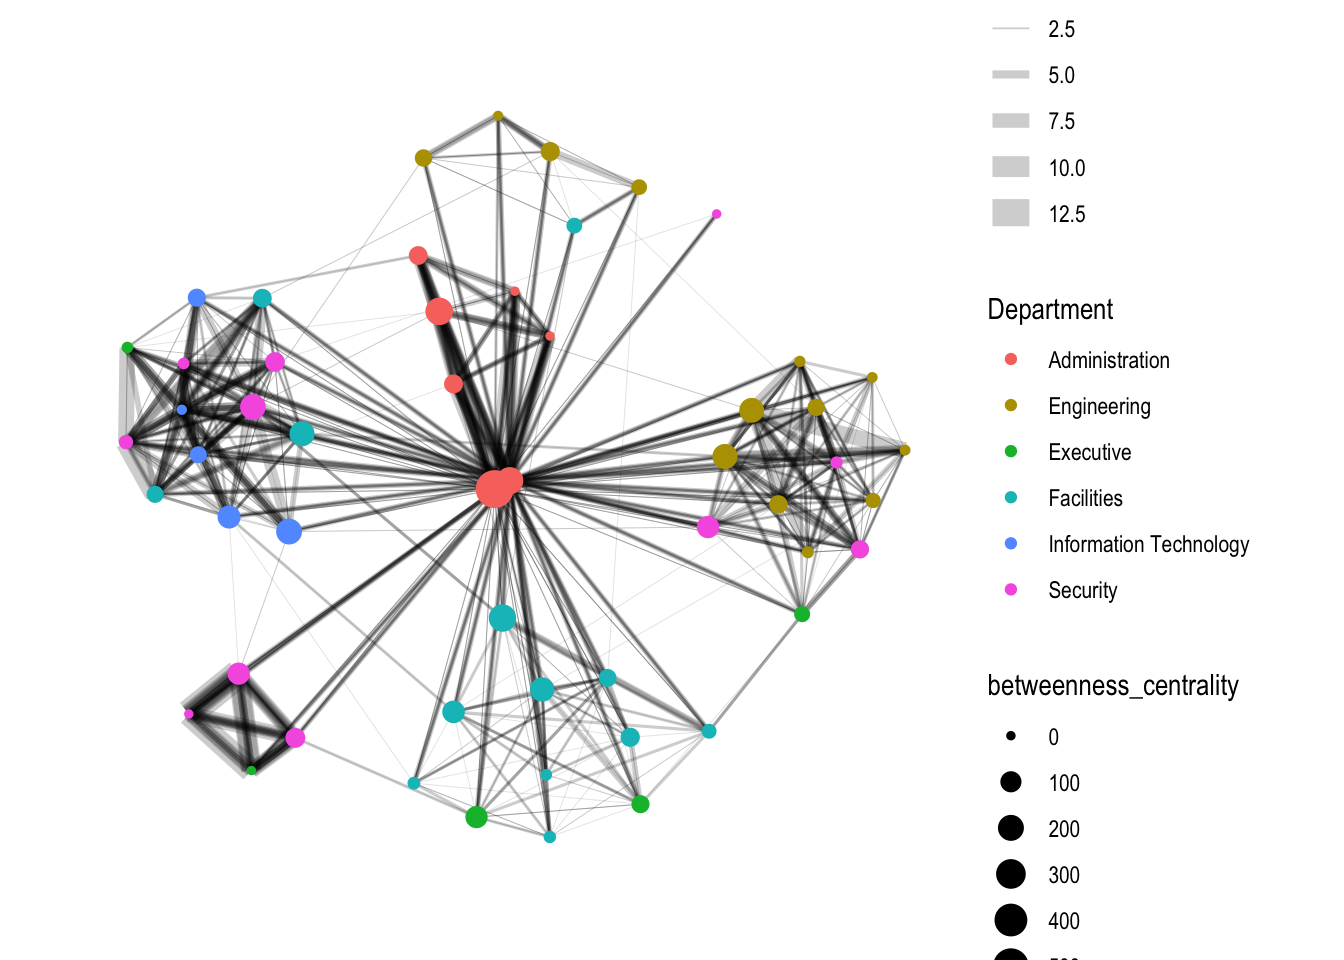 2.5
5.0
7.5
10.0
12.5
Department
Administration
Engineering
Executive
Facilities
Information Technology
Security
betweenness_centrality
0
100
200
300
400